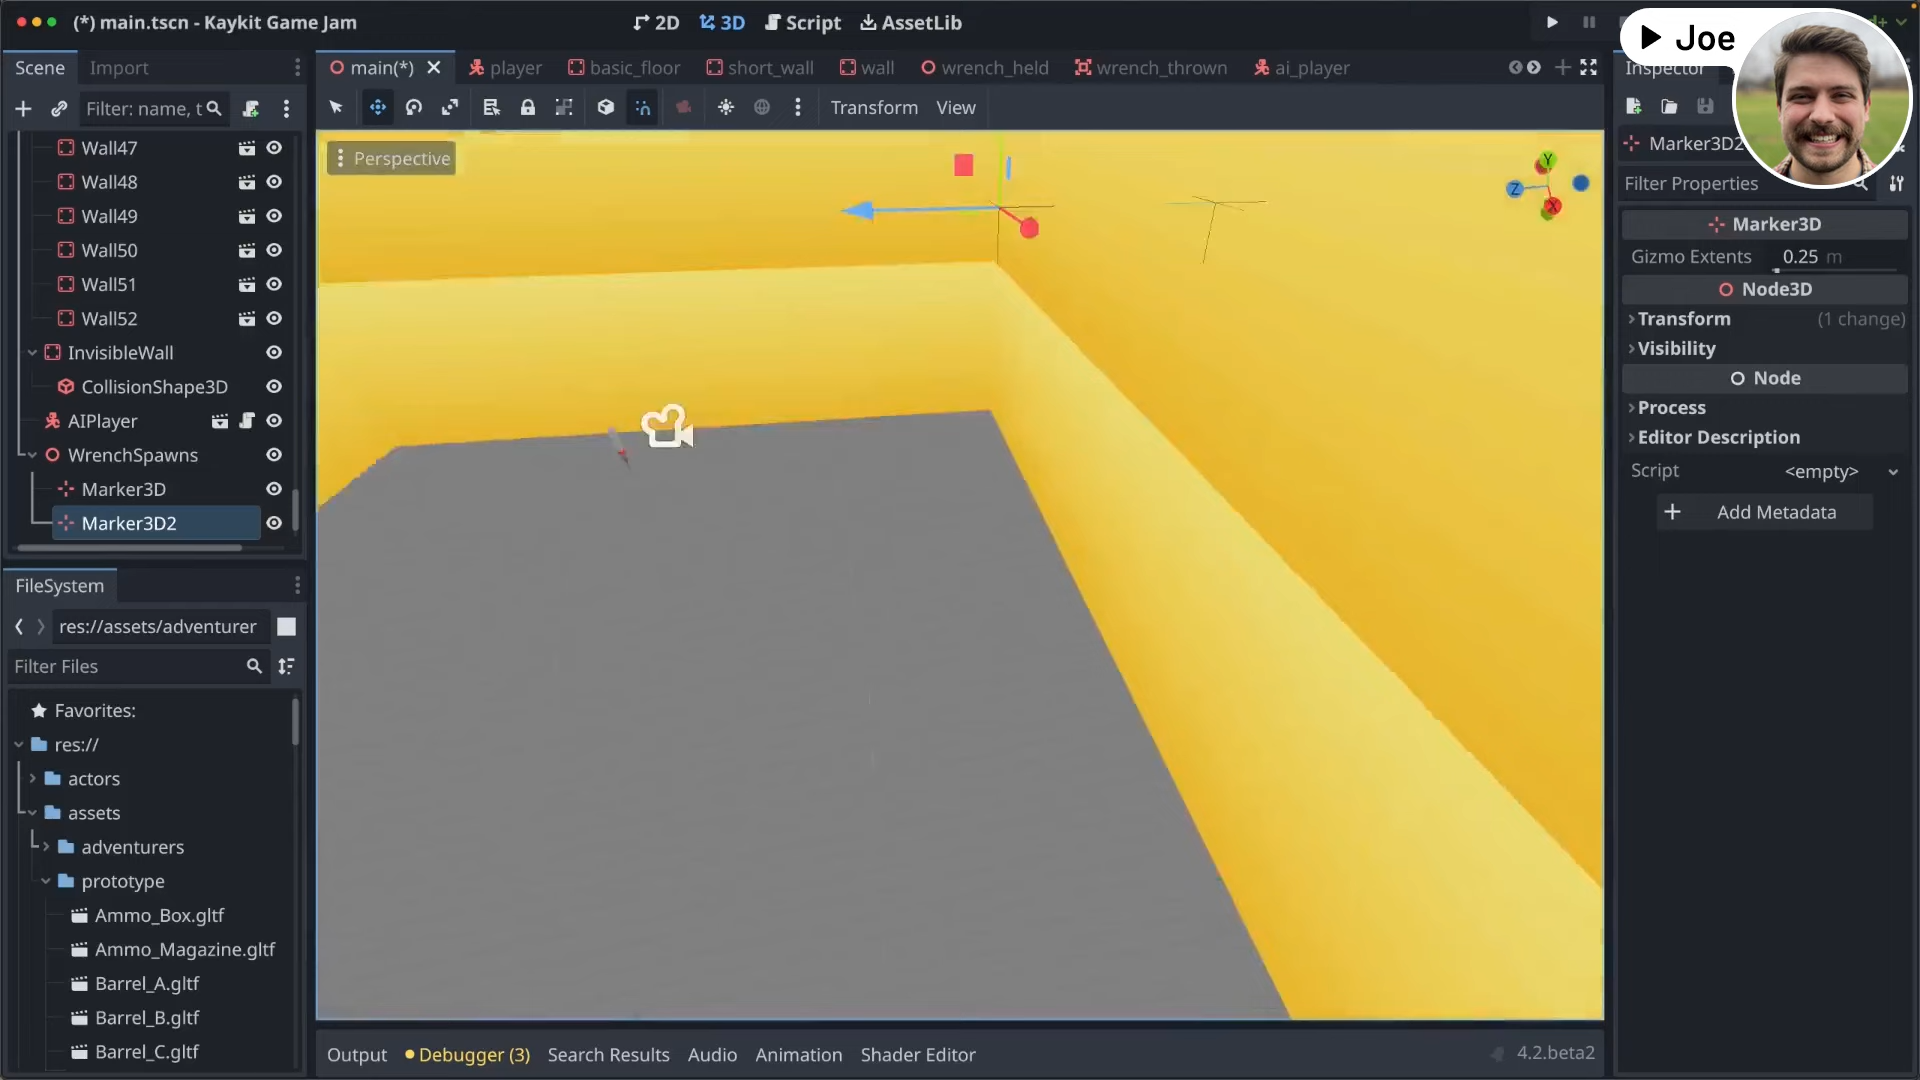 (*) main.tscn - Kaykit Game Jam
2D
3D
Script
AssetLib
Joe
Scene
Import
main(*)
player
basic_floor
short_wall
wall
wrench_held
wrench_thrown
ai_player
Inspector
Filter: name, t
Transform
View
Perspective
Y
Z
X
Wall47
Wall48
Wall49
Wall50
Wall51
Wall52
InvisibleWall
CollisionShape3D
AIPlayer
WrenchSpawns
Marker3D
Marker3D2
FileSystem
res://assets/adventurer
Filter Files
Favorites:
res://
actors
assets
adventurers
prototype
Ammo_Box.gltf
Ammo_Magazine.gltf
Barrel_A.gltf
Barrel_B.gltf
Barrel_C.gltf
Marker3D2
Filter Properties
Marker3D
Gizmo Extents 0.25 m
Node3D
Transform (1 change)
Visibility
Node
Process
Editor Description
Script <empty>
Add Metadata
Output
Debugger (3)
Search Results
Audio
Animation
Shader Editor
4.2.beta2